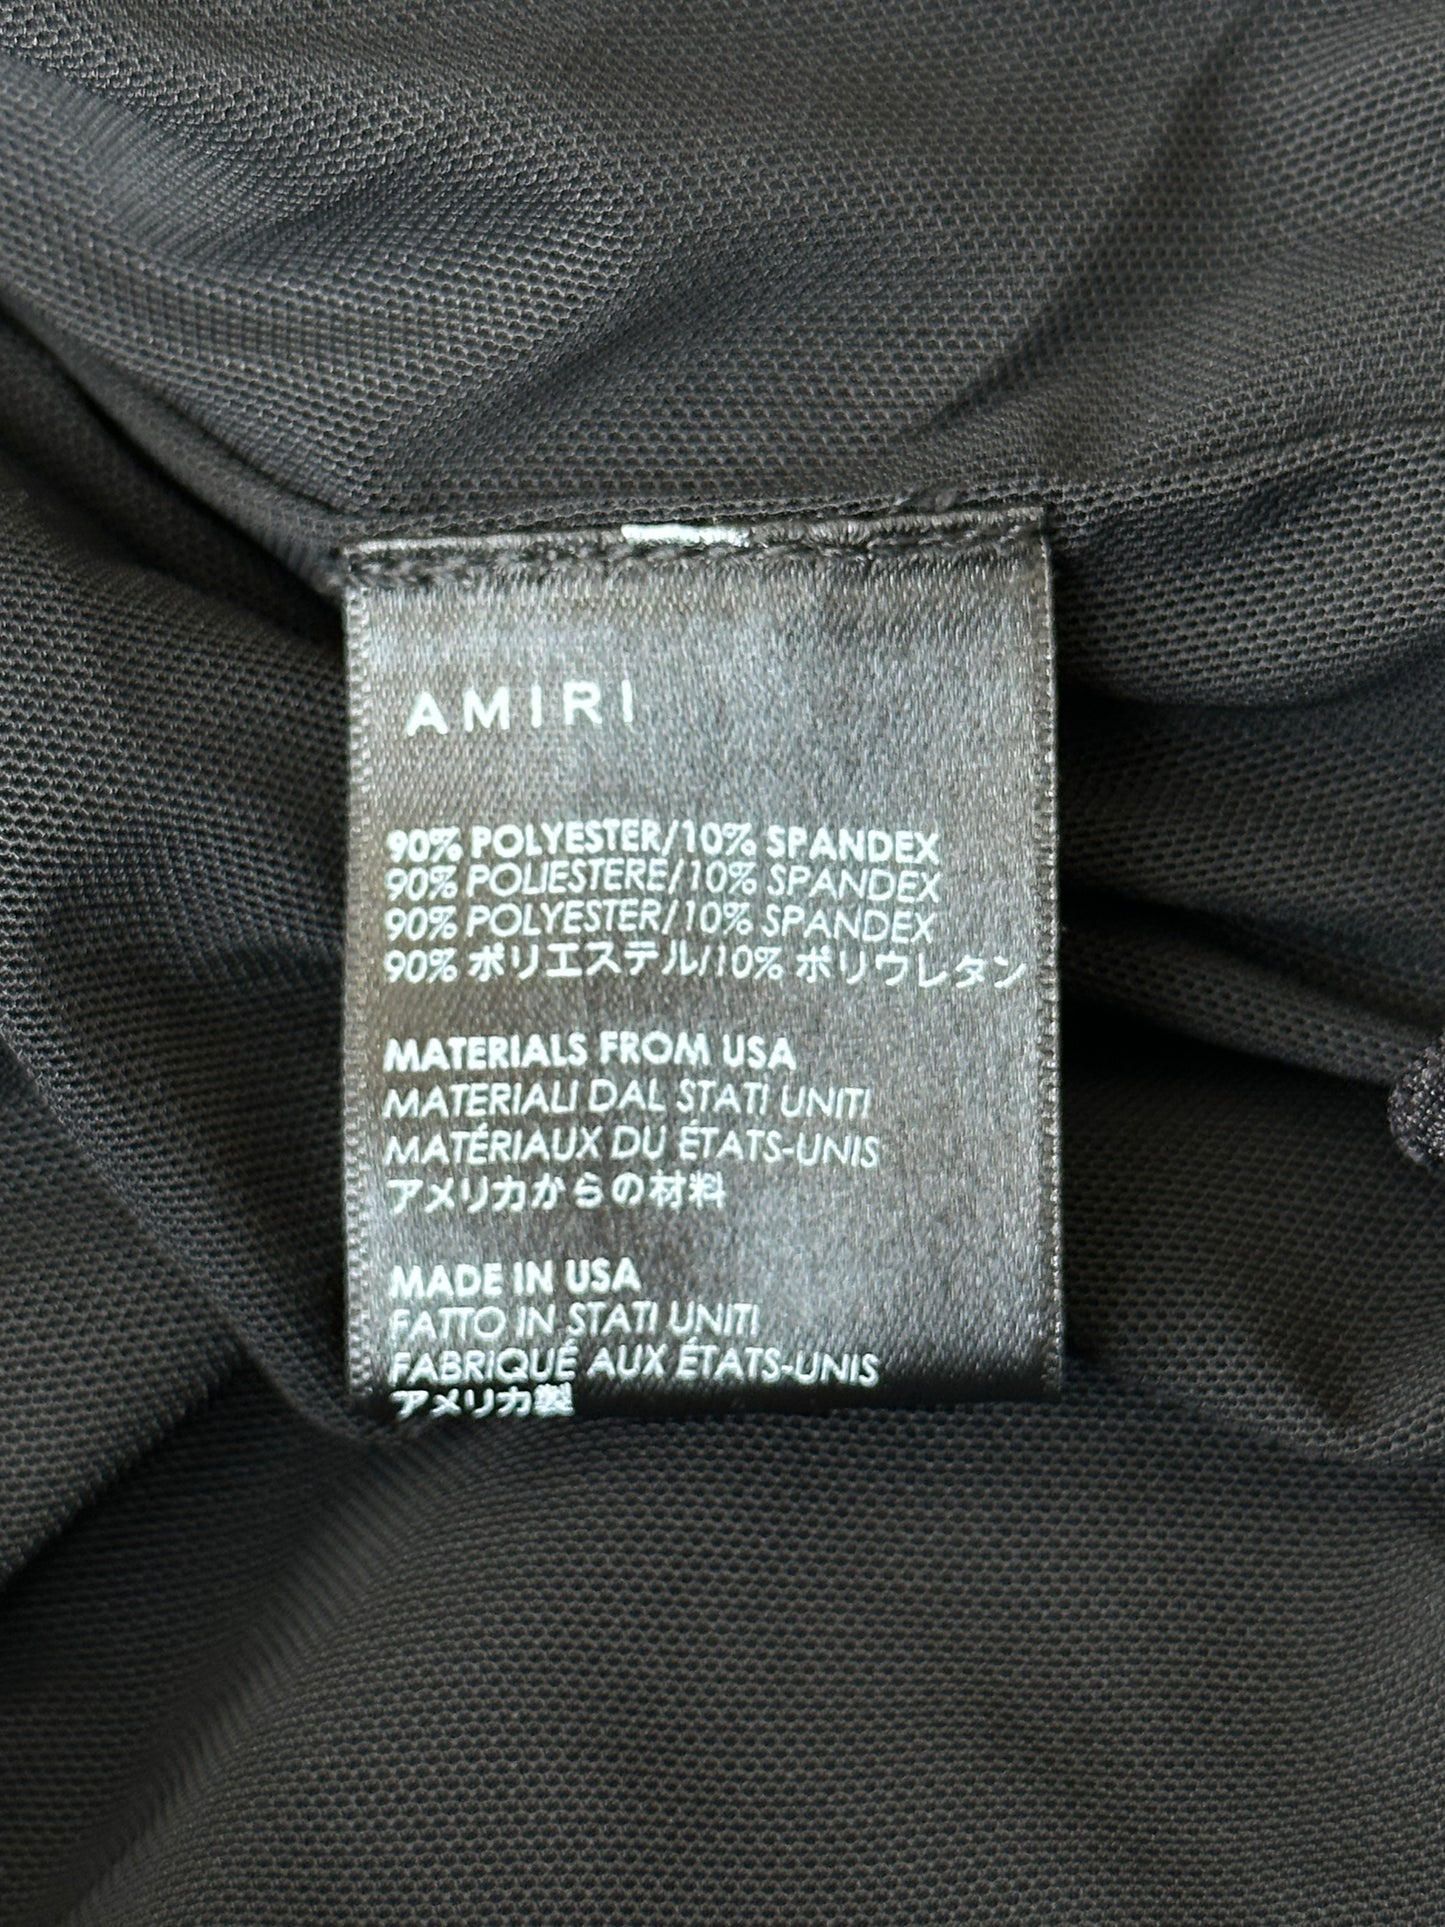 AMIRI
90% POLYESTER/10% SPANDEX
90% POLIESTERE/10% SPANDEX
90% POLYESTER/10% SPANDEX
90% ポリエステル/10% ポリウレタン
MATERIALS FROM USA
MATERIALI DAL STATI UNITI
MATÉRIAUX DU ÉTATS-UNIS
アメリカからの材料
MADE IN USA
FATTO IN STATI UNITI
FABRIQUÉ AUX ÉTATS-UNIS
アメリカ製